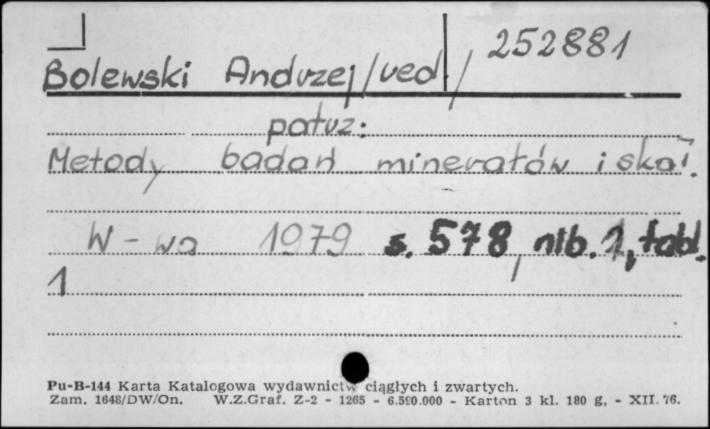 252881
Bolewski Andrzej/red/
patrz:
Metody badań minerałów i skał.
W-wa 1979 s. 578, nlb. 1, tabl.
1
Pu-B-144 Karta Katalogowa wydawnictw ciągłych i zwartych.
Zam. 1648/DW/On. W.Z.Graf. Z-2 - 1265 - 6.590.000 - Karton 3 kl. 180 g, - XII. 76.